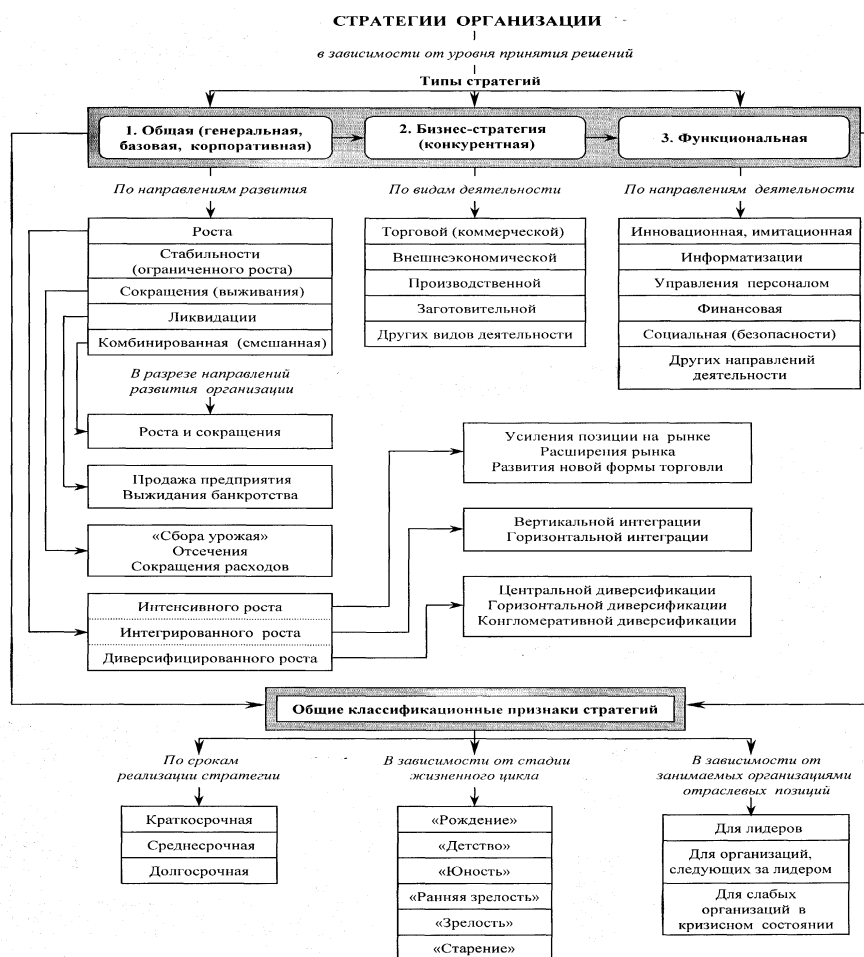 СТРАТЕГИИ ОРГАНИЗАЦИИ
в зависимости от уровня принятия решений
Типы стратегий
1. Общая (генеральная,
базовая, корпоративная)
2. Бизнес-стратегия
(конкурентная)
3. Функциональная
По направлениям развития
По видам деятельности
По направлениям деятельности
Роста
Стабильности
(ограниченного роста)
Сокращения (выживания)
Ликвидации
Комбинированная (смешанная)
Торговой (коммерческой)
Внешнеэкономической
Производственной
Заготовительной
Других видов деятельности
Инновационная, имитационная
Информатизации
Управления персоналом
Финансовая
Социальная (безопасности)
Других направлений
деятельности
В разрезе направлений
развития организации
Роста и сокращения
Продажа предприятия
Выжидания банкротства
«Сбора урожая»
Отсечения
Сокращения расходов
Интенсивного роста
Интегрированного роста
Диверсифицированного роста
Усиления позиции на рынке
Расширения рынка
Развития новой формы торговли
Вертикальной интеграции
Горизонтальной интеграции
Центральной диверсификации
Горизонтальной диверсификации
Конгломеративной диверсификации
Общие классификационные признаки стратегий
По срокам
реализации стратегии
В зависимости от стадии
жизненного цикла
В зависимости от
занимаемых организациями
отраслевых позиций
Краткосрочная
Среднесрочная
Долгосрочная
«Рождение»
«Детство»
«Юность»
«Ранняя зрелость»
«Зрелость»
«Старение»
Для лидеров
Для организаций,
следующих за лидером
Для слабых
организаций в
кризисном состоянии